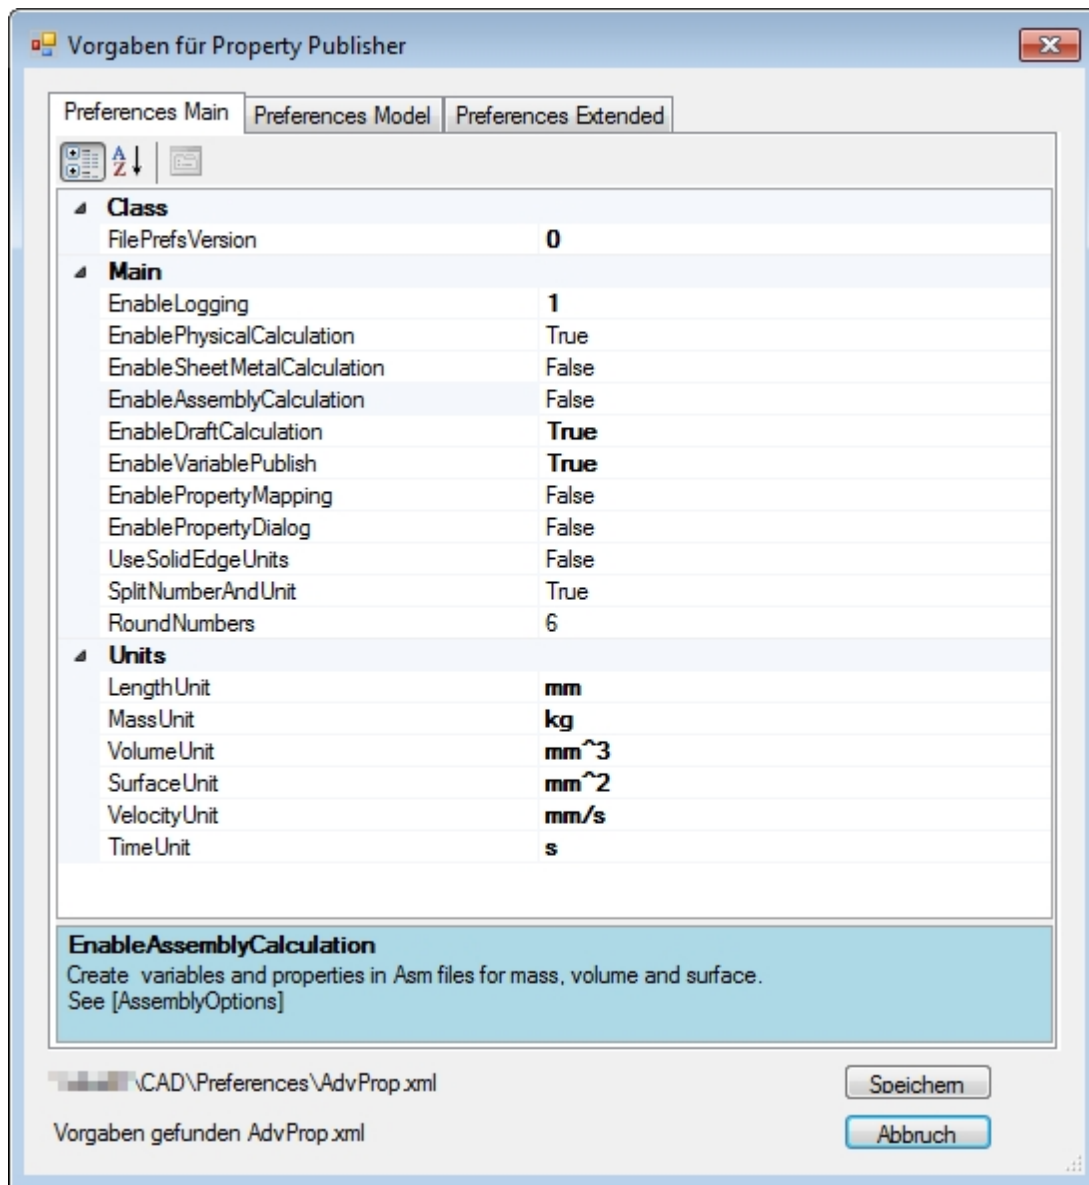 Vorgaben für Property Publisher
Preferences Main Preferences Model Preferences Extended
Class
FilePrefsVersion 0
Main
EnableLogging 1
EnablePhysicalCalculation True
EnableSheetMetalCalculation False
EnableAssemblyCalculation False
EnableDraftCalculation True
EnableVariablePublish True
EnablePropertyMapping False
EnablePropertyDialog False
UseSolidEdgeUnits False
SplitNumberAndUnit True
RoundNumbers 6
Units
LengthUnit mm
MassUnit kg
VolumeUnit mm^3
SurfaceUnit mm^2
VelocityUnit mm/s
TimeUnit s
EnableAssemblyCalculation
Create variables and properties in Asm files for mass, volume and surface.
See [AssemblyOptions]
\CAD\Preferences\AdvProp.xml Speichern
Vorgaben gefunden AdvProp.xml Abbruch